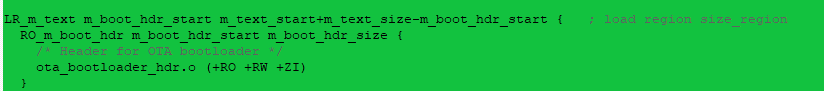 LR_m_text m_boot_hdr_start m_text_start+m_text_size-m_boot_hdr_start {   ; load region size_region
  RO_m_boot_hdr m_boot_hdr_start m_boot_hdr_size {
    /* Header for OTA bootloader */
    ota_bootloader_hdr.o (+RO +RW +ZI)
  }